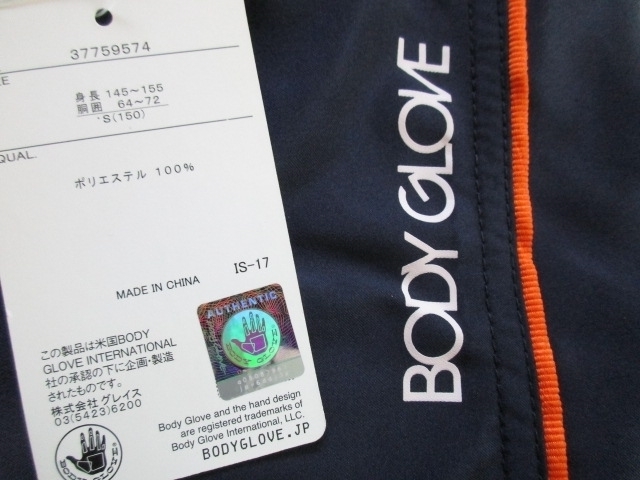 37759574
身長 145～155
胴囲 64～72
S(150)
QUAL.
ポリエステル 100%
IS-17
MADE IN CHINA
AUTHENTIC
この製品は米国BODY
GLOVE INTERNATIONAL
社の承認の下に企画・製造
されたものです。
株式会社 グレイス
03(5423)6200
Body Glove and the hand design
are registered trademarks of
Body Glove International, LLC.
BODYGLOVE.JP
BODY GLOVE
BODY GLOVE